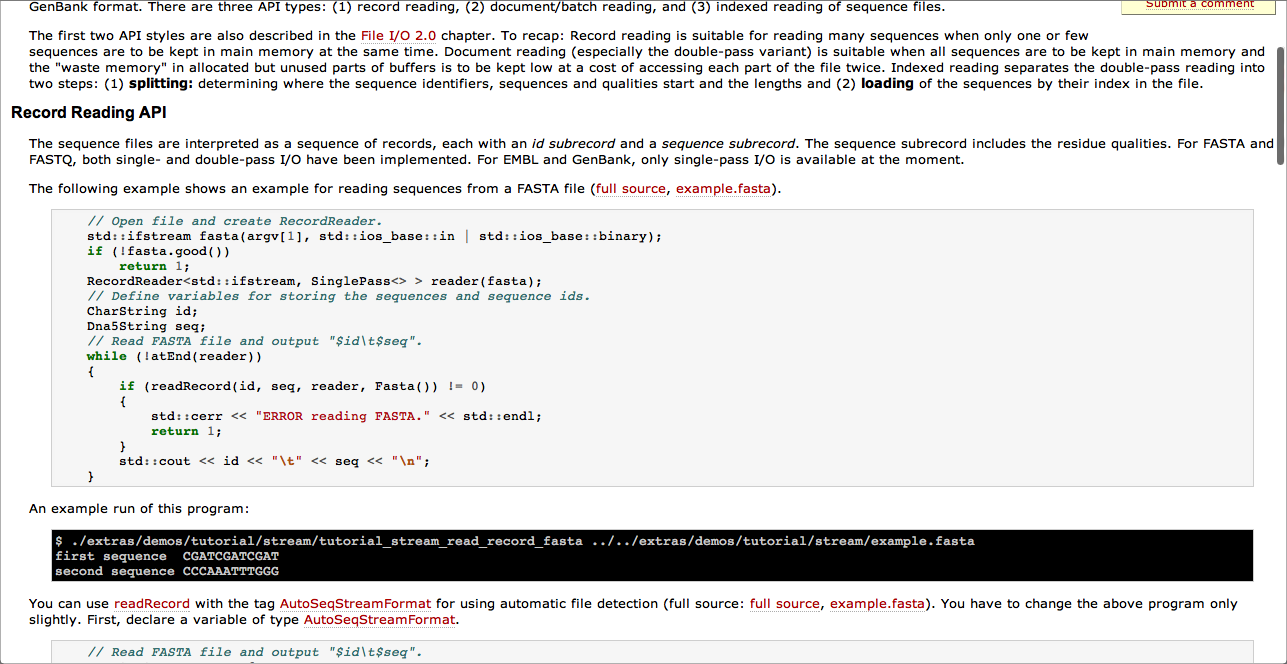 GenBank format. There are three API types: (1) record reading, (2) document/batch reading, and (3) indexed reading of sequence files.
Submit a comment
The first two API styles are also described in the File I/O 2.0 chapter. To recap: Record reading is suitable for reading many sequences when only one or few
sequences are to be kept in main memory at the same time. Document reading (especially the double-pass variant) is suitable when all sequences are to be kept in main memory and
the "waste memory" in allocated but unused parts of buffers is to be kept low at a cost of accessing each part of the file twice. Indexed reading separates the double-pass reading into
two steps: (1) splitting: determining where the sequence identifiers, sequences and qualities start and the lengths and (2) loading of the sequences by their index in the file.
Record Reading API
The sequence files are interpreted as a sequence of records, each with an id subrecord and a sequence subrecord. The sequence subrecord includes the residue qualities. For FASTA and
FASTQ, both single- and double-pass I/O have been implemented. For EMBL and GenBank, only single-pass I/O is available at the moment.
The following example shows an example for reading sequences from a FASTA file (full source, example.fasta).
// Open file and create RecordReader.
std::ifstream fasta(argv[1], std::ios_base::in | std::ios_base::binary);
if (!fasta.good())
return 1;
RecordReader<std::ifstream, SinglePass<> > reader(fasta);
// Define variables for storing the sequences and sequence ids.
CharString id;
Dna5String seq;
// Read FASTA file and output "$id\t$seq".
while (!atEnd(reader))
{
if (readRecord(id, seq, reader, Fasta()) != 0)
{
std::cerr << "ERROR reading FASTA." << std::endl;
return 1;
}
std::cout << id << "\t" << seq << "\n";
}
An example run of this program:
$ ./extras/demos/tutorial/stream/tutorial_stream_read_record_fasta ../../extras/demos/tutorial/stream/example.fasta
first sequence  CGATCGATCGAT
second sequence CCCAAATTTGGG
You can use readRecord with the tag AutoSeqStreamFormat for using automatic file detection (full source: full source, example.fasta). You have to change the above program only
slightly. First, declare a variable of type AutoSeqStreamFormat.
// Read FASTA file and output "$id\t$seq".